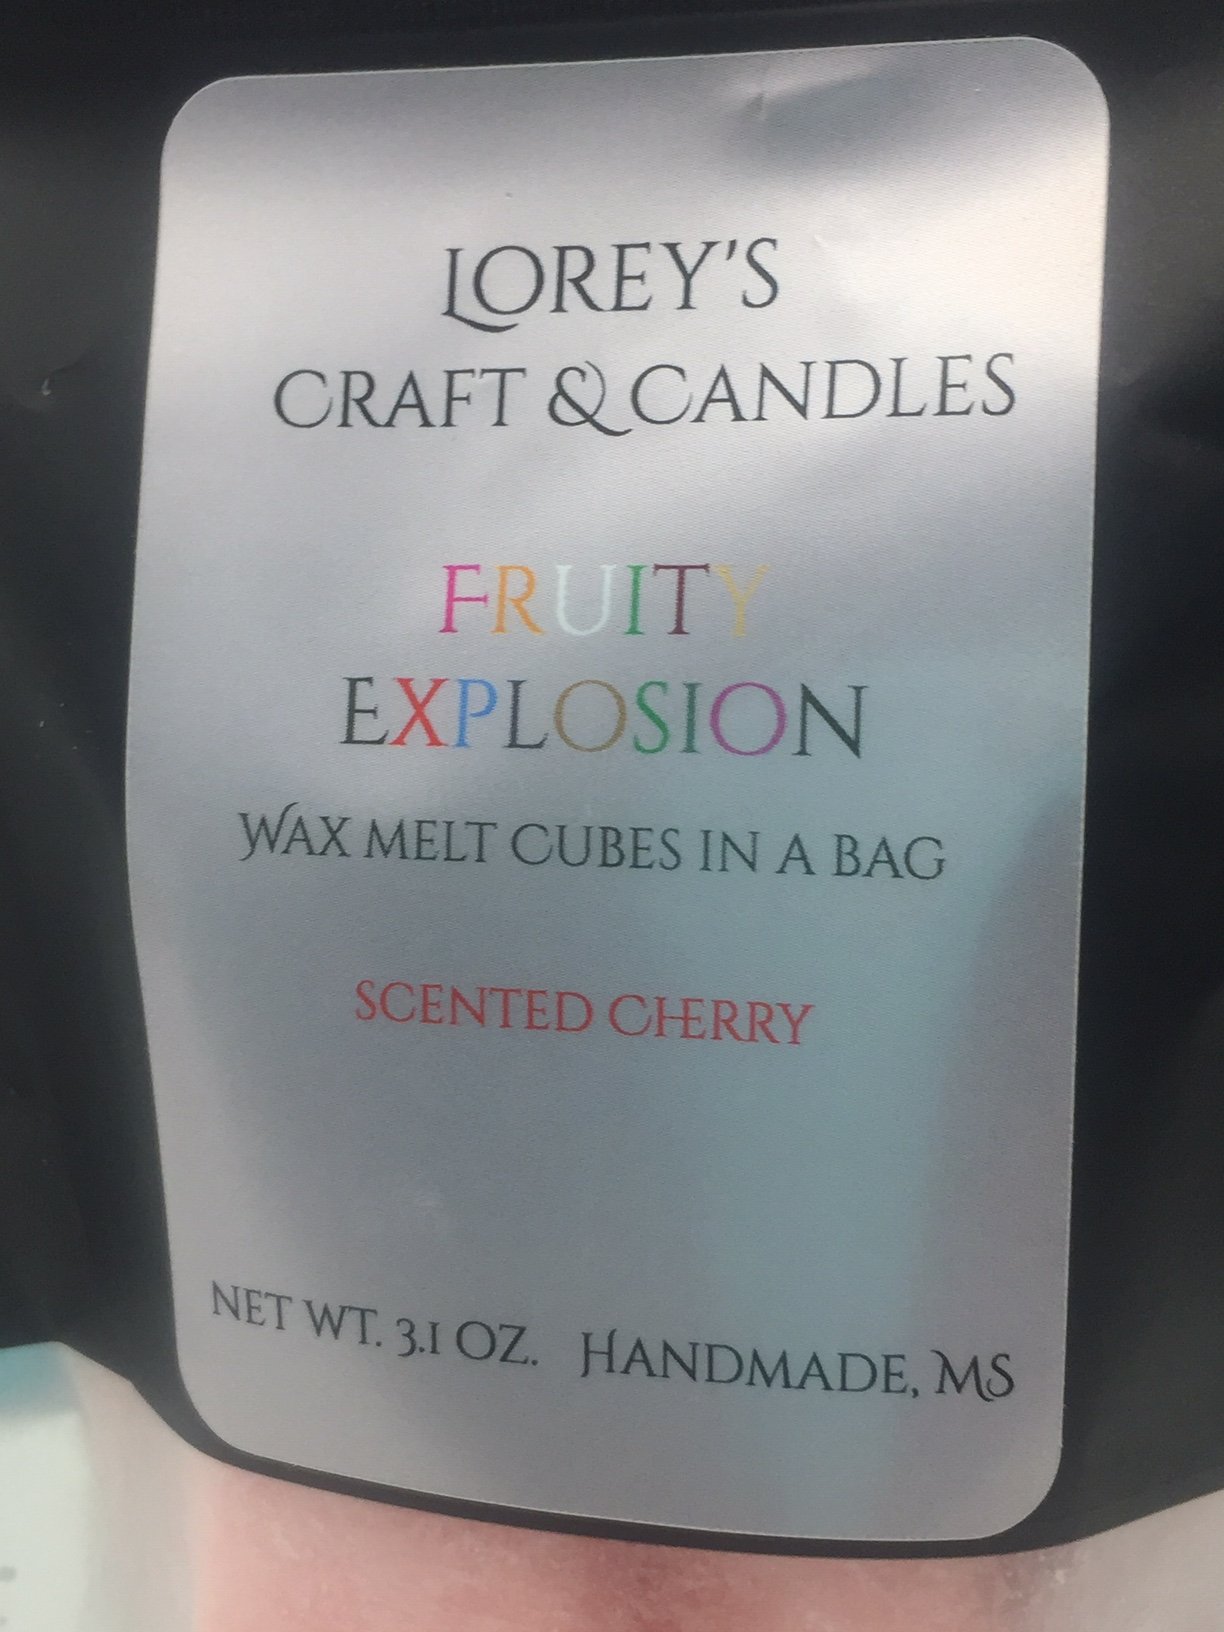 LOREY'S
CRAFT & CANDLES
FRUITY
EXPLOSION
WAX MELT CUBES IN A BAG
SCENTED CHERRY
NET WT. 3.1 OZ. HANDMADE, MS